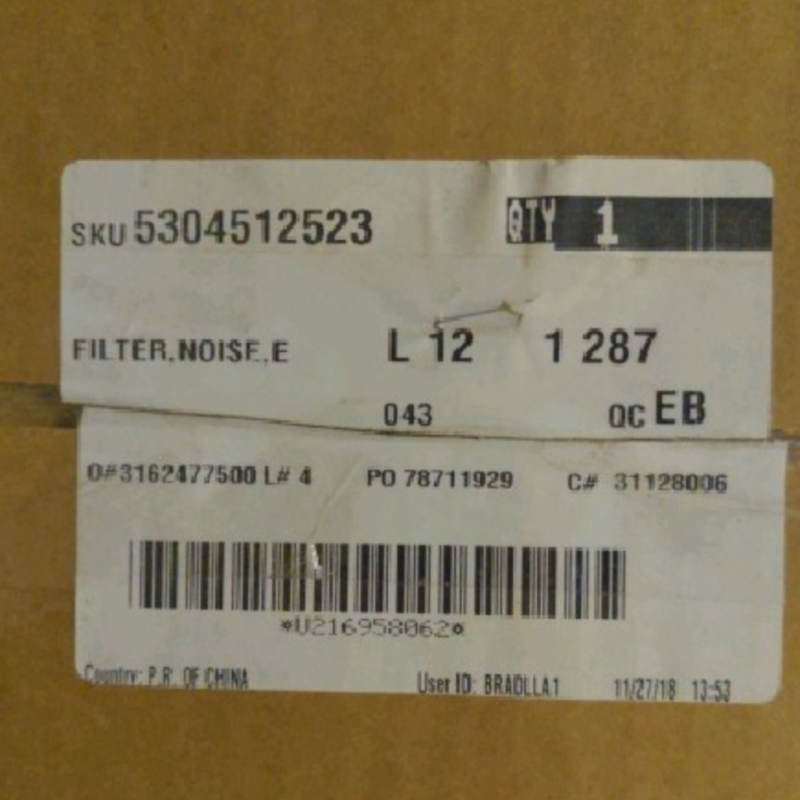 SKU 5304512523 QTY 1
FILTER,NOISE,E L 12 1 287
043 QC EB
O#3162477500 L# 4 PO 78711929 C# 31128006
*U216958062*
Country: P.R. OF CHINA User ID: BRADLLA1 11/27/18 13:53